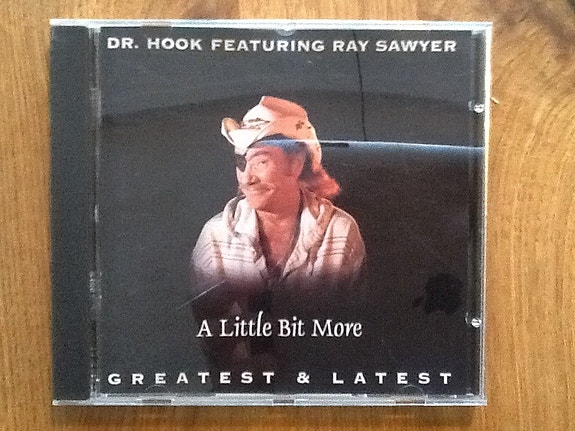 DR. HOOK FEATURING RAY SAWYER
A Little Bit More
GREATEST & LATEST